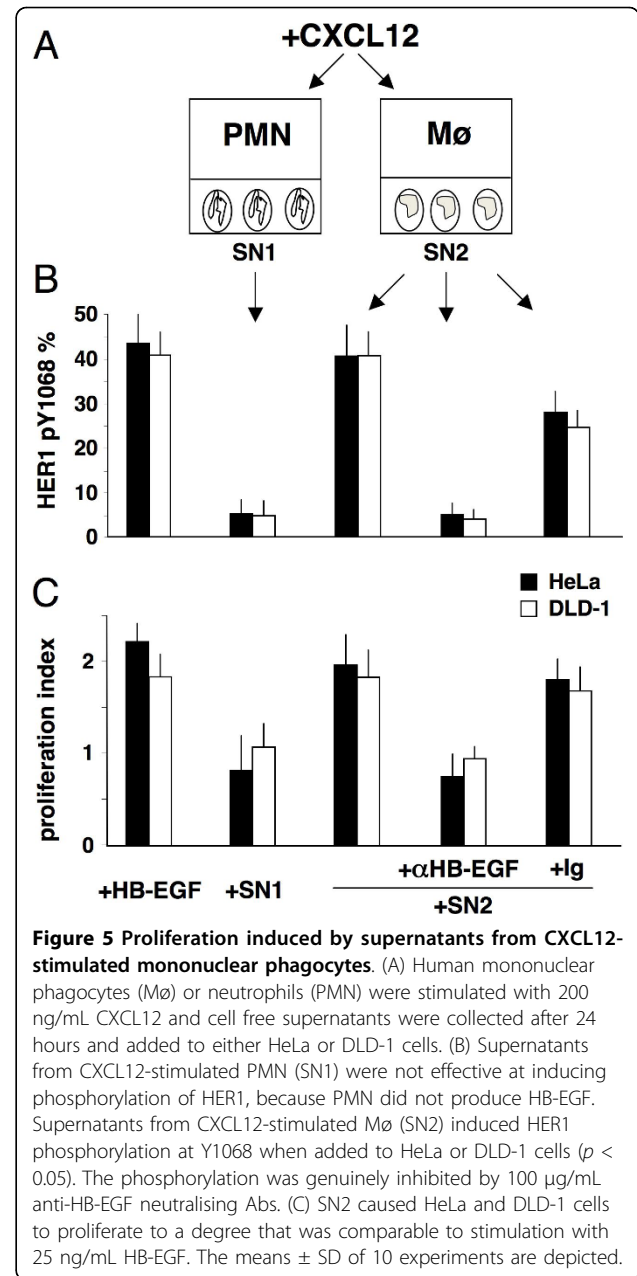 A
+CXCL12
PMN
Mø
SN1
SN2
B
50
40
30
20
10
0
HER1 pY1068 %
HeLa
DLD-1
C
2
1
0
proliferation index
+HB-EGF
+SN1
+αHB-EGF
+Ig
+SN2
Figure 5 Proliferation induced by supernatants from CXCL12-
stimulated mononuclear phagocytes. (A) Human mononuclear
phagocytes (Mø) or neutrophils (PMN) were stimulated with 200
ng/mL CXCL12 and cell free supernatants were collected after 24
hours and added to either HeLa or DLD-1 cells. (B) Supernatants
from CXCL12-stimulated PMN (SN1) were not effective at inducing
phosphorylation of HER1, because PMN did not produce HB-EGF.
Supernatants from CXCL12-stimulated Mø (SN2) induced HER1
phosphorylation at Y1068 when added to HeLa or DLD-1 cells (p <
0.05). The phosphorylation was genuinely inhibited by 100 μg/mL
anti-HB-EGF neutralising Abs. (C) SN2 caused HeLa and DLD-1 cells
to proliferate to a degree that was comparable to stimulation with
25 ng/mL HB-EGF. The means ± SD of 10 experiments are depicted.